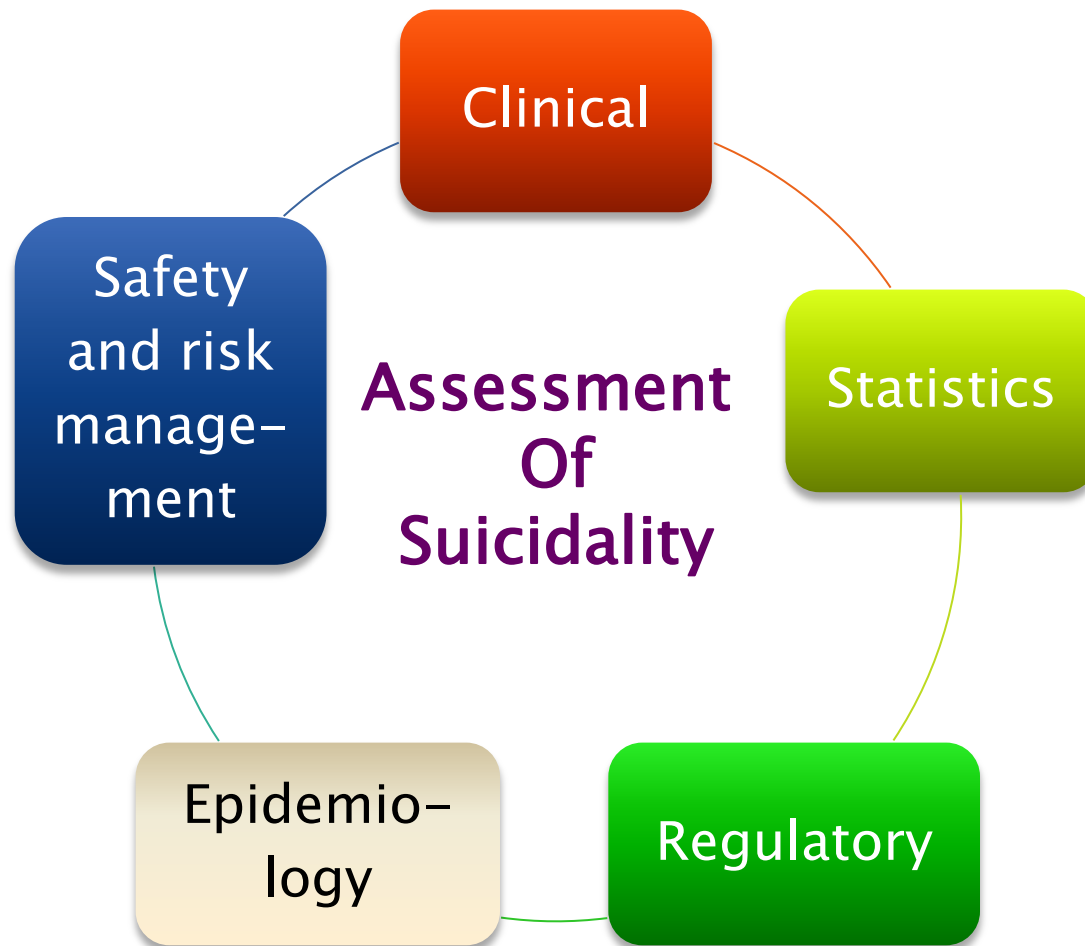 Clinical
Safety
and risk
manage-
ment
Assessment
Of
Suicidality
Statistics
Epidemio-
logy
Regulatory